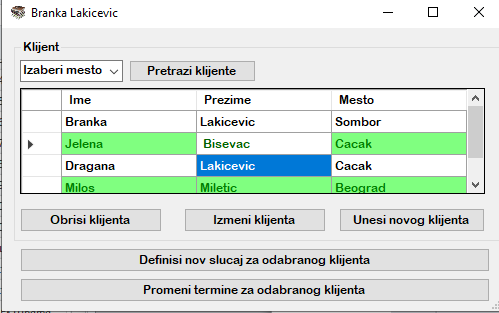 Branka Lakicevic
Klijent
Izaberi mesto Pretrazi klijente
Ime Prezime Mesto
Branka Lakicevic Sombor
Jelena Bisevac Cacak
Dragana Lakicevic Cacak
Milos Miletic Beograd
Obrisi klijenta Izmeni klijenta Unesi novog klijenta
Definisi nov slucaj za odabranog klijenta
Promeni termine za odabranog klijenta